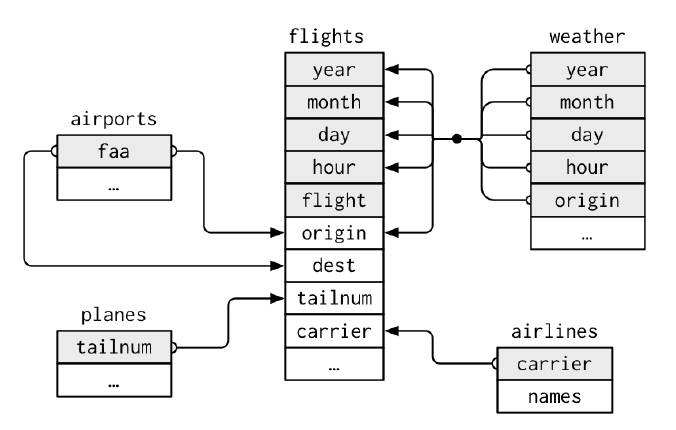 flights
year
month
day
hour
flight
origin
dest
tailnum
carrier
…
weather
year
month
day
hour
origin
…
airports
faa
…
planes
tailnum
…
airlines
carrier
names